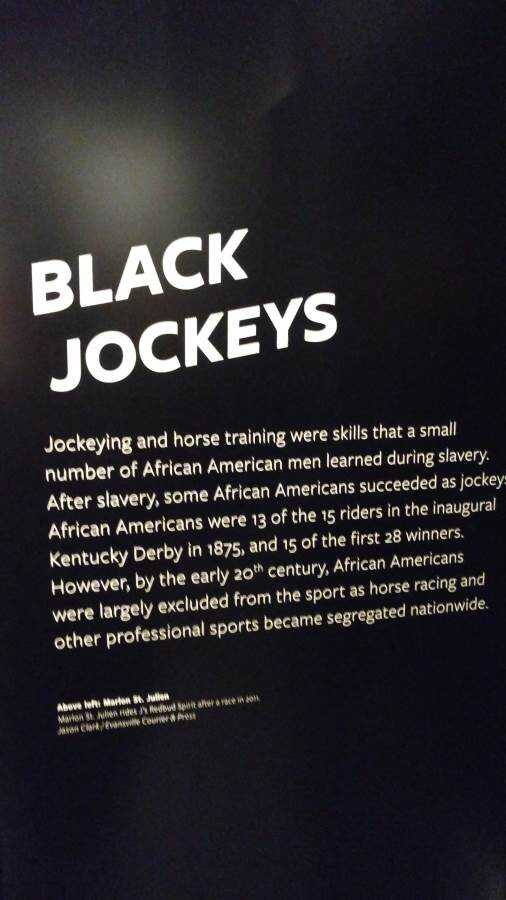 BLACK
JOCKEYS
Jockeying and horse training were skills that a small
number of African American men learned during slavery.
After slavery, some African Americans succeeded as jockeys
African Americans were 13 of the 15 riders in the inaugural
Kentucky Derby in 1875, and 15 of the first 28 winners.
However, by the early 20th century, African Americans
were largely excluded from the sport as horse racing and
other professional sports became segregated nationwide.
Above left: Marlon St. Julien
Marlon St. Julien rides J's Redbud Spirit after a race in 2011
Jason Clark / Evansville Courier & Press